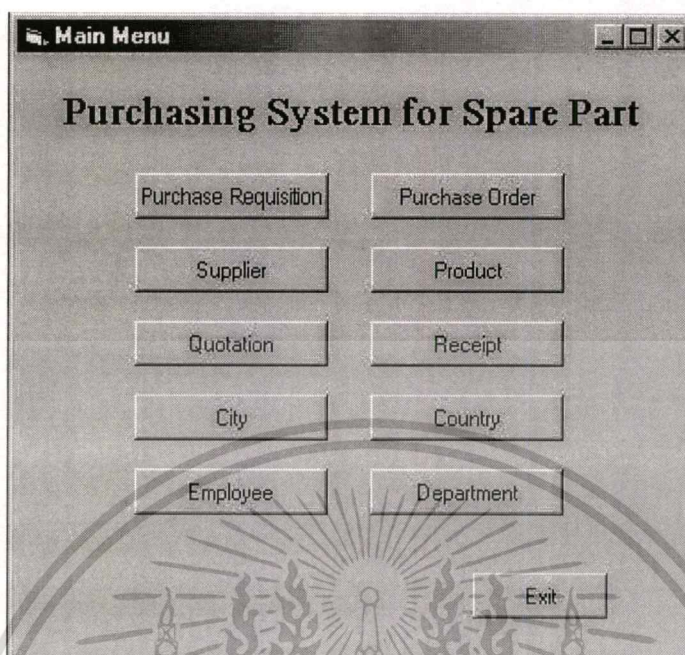 Main Menu
Purchasing System for Spare Part
Purchase Requisition Purchase Order
Supplier Product
Quotation Receipt
City Country
Employee Department
Exit